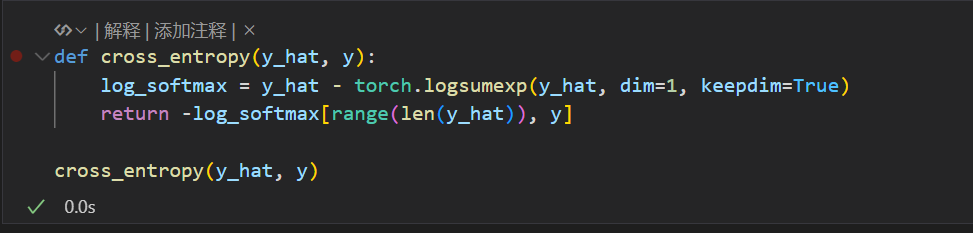 | 解释 | 添加注释 | ×
def cross_entropy(y_hat, y):
    log_softmax = y_hat - torch.logsumexp(y_hat, dim=1, keepdim=True)
    return -log_softmax[range(len(y_hat)), y]
cross_entropy(y_hat, y)
0.0s